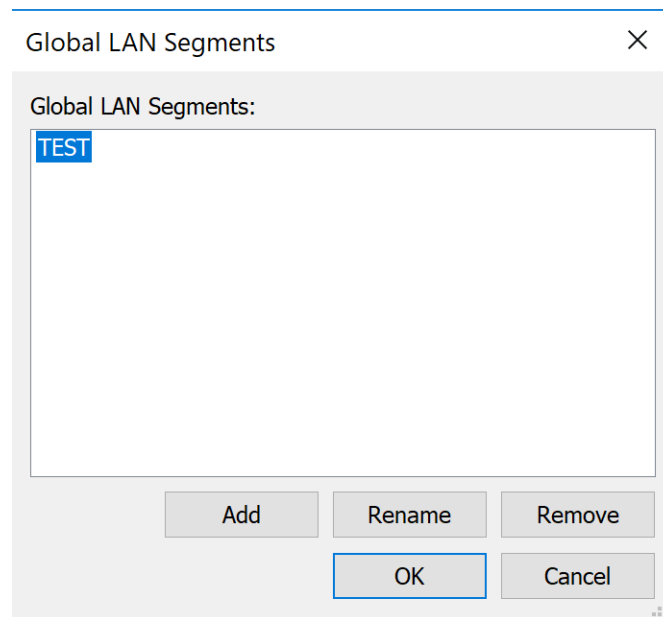 Global LAN Segments
Global LAN Segments:
TEST
Add Rename Remove
OK Cancel